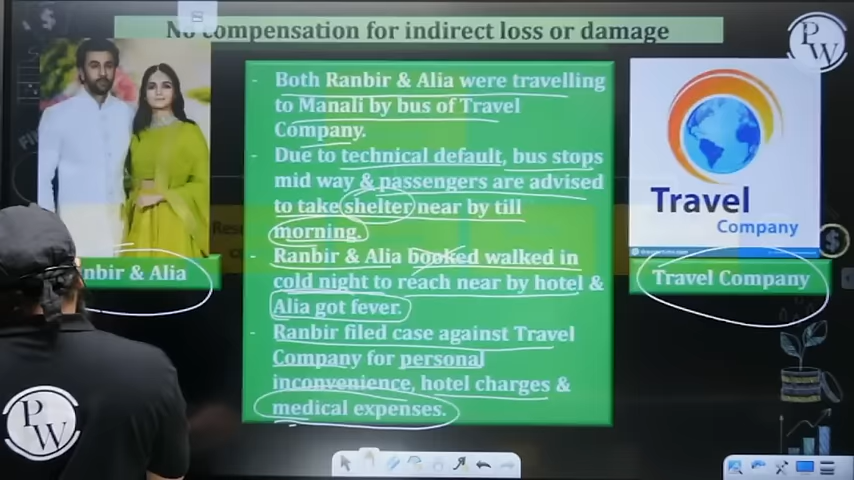 No compensation for indirect loss or damage
- Both Ranbir & Alia were travelling
to Manali by bus of Travel
Company.
- Due to technical default, bus stops
mid way & passengers are advised
to take shelter near by till
morning.
- Ranbir & Alia booked walked in
cold night to reach near by hotel &
Alia got fever.
- Ranbir filed case against Travel
Company for personal
inconvenience, hotel charges &
medical expenses.
nbir & Alia
Travel
Company
Travel Company
PW
PW